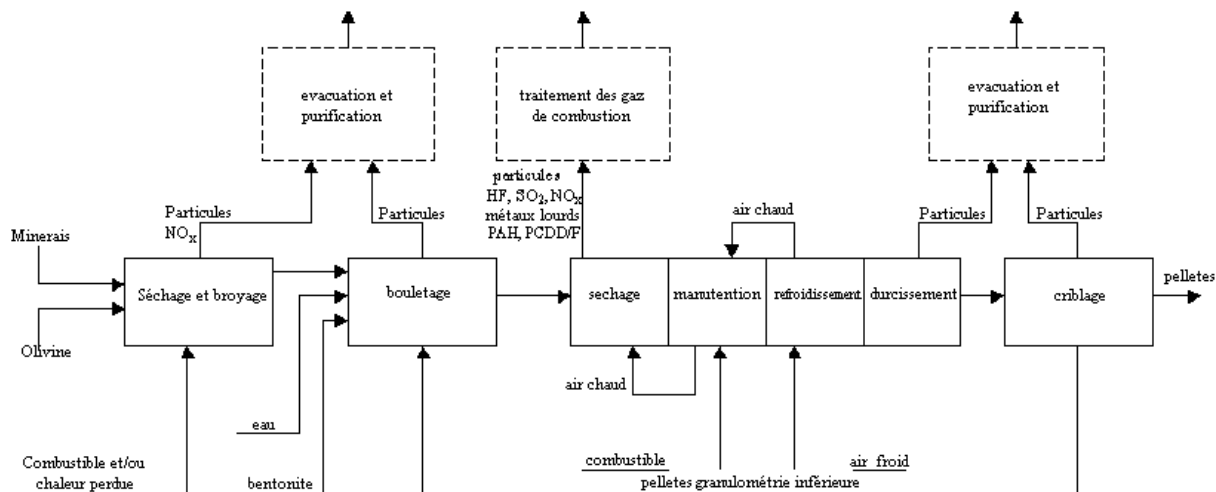 evacuation et
purification
traitement des gaz
de combustion
evacuation et
purification
particules
HF, SO2, NOx
métaux lourds
PAH, PCDD/F
Particules
NOx
Particules
air chaud
Particules
Particules
Minerais
Séchage et broyage
bouletage
sechage
manutention
refroidissement
durcissement
criblage
pelletes
Olivine
air chaud
eau
Combustible et/ou
chaleur perdue
bentonite
combustible
air froid
pelletes granulométrie inférieure